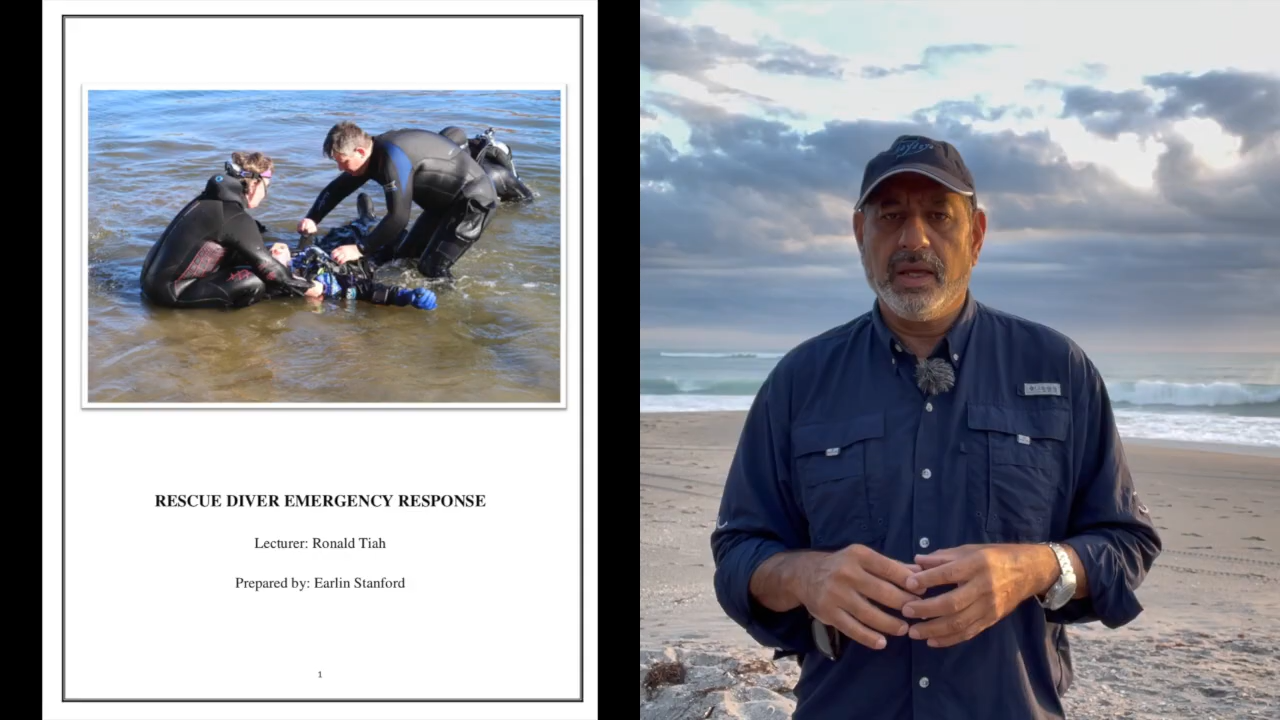 RESCUE DIVER EMERGENCY RESPONSE
Lecturer: Ronald Tiah
Prepared by: Earlin Stanford
1